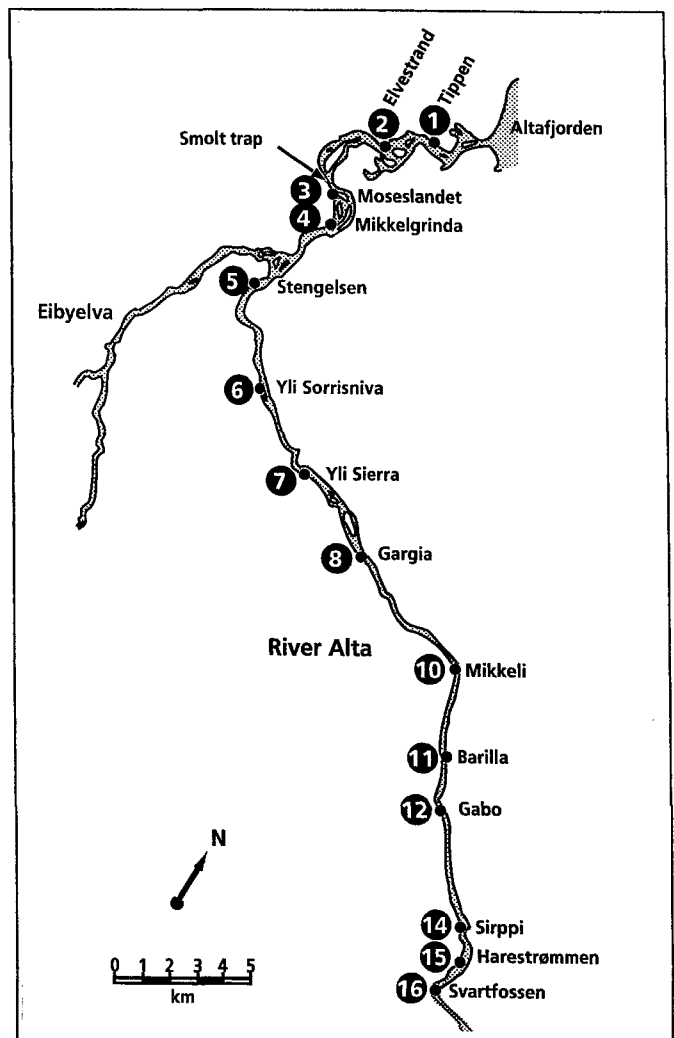 Elvestrand
Tippen
2
1
Altafjorden
Smolt trap
3
Moseslandet
4
Mikkelgrinda
5
Stengelsen
Eibyelva
6
Yli Sorrisniva
7
Yli Sierra
8
Gargia
River Alta
10
Mikkeli
11
Barilla
12
Gabo
N
14
Sirppi
15
Harestrømmen
16
Svartfossen
0 1 2 3 4 5
km